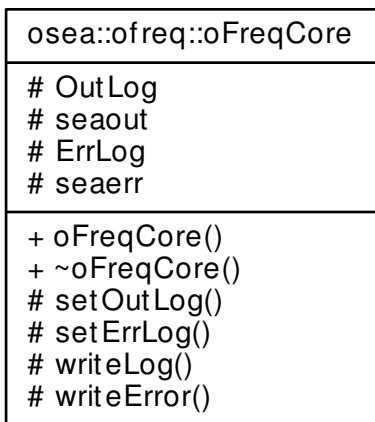 osea::ofreq::oFreqCore
# OutLog
# seaout
# ErrLog
# seaerr
+ oFreqCore()
+ ~oFreqCore()
# setOutLog()
# setErrLog()
# writeLog()
# writeError()